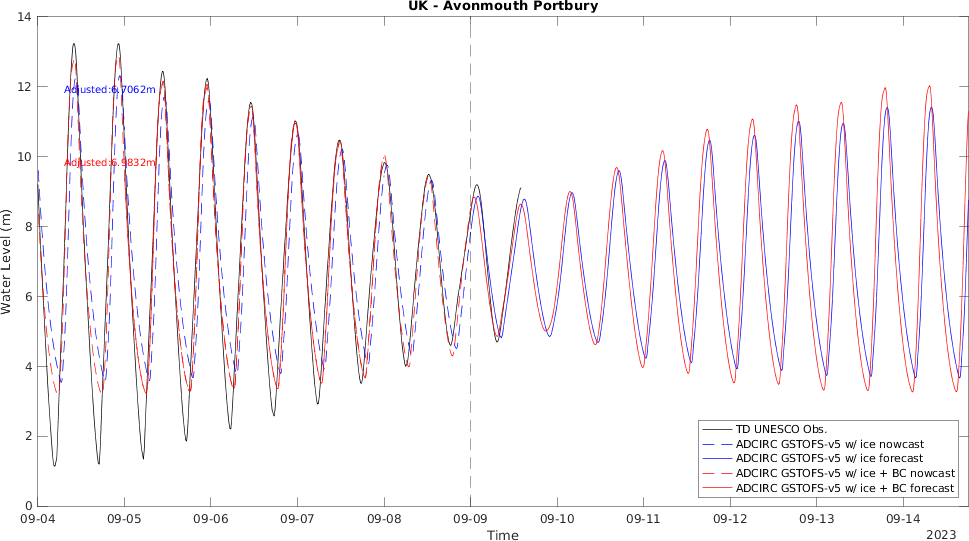 UK - Avonmouth Portbury
14
12
10
8
6
4
2
0
Water Level (m)
Adjusted:6.7062m
Adjusted:6.9832m
TD UNESCO Obs.
ADCIRC GSTOFS-v5 w/ ice nowcast
ADCIRC GSTOFS-v5 w/ ice forecast
ADCIRC GSTOFS-v5 w/ ice + BC nowcast
ADCIRC GSTOFS-v5 w/ ice + BC forecast
09-04 09-05 09-06 09-07 09-08 09-09 09-10 09-11 09-12 09-13 09-14
Time
2023